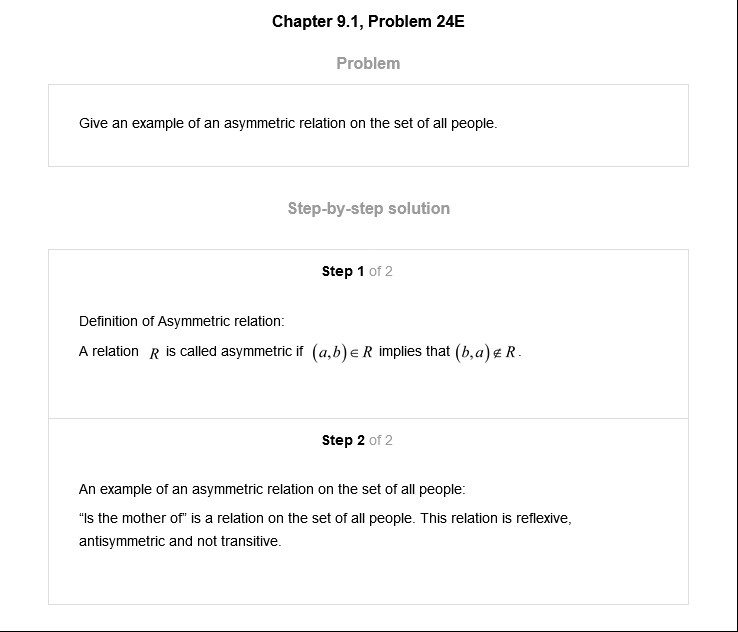 Chapter 9.1, Problem 24E
Problem
Give an example of an asymmetric relation on the set of all people.
Step-by-step solution
Step 1 of 2
Definition of Asymmetric relation:
A relation R is called asymmetric if (a,b)∈R implies that (b,a)∉R.
Step 2 of 2
An example of an asymmetric relation on the set of all people:
“Is the mother of” is a relation on the set of all people. This relation is reflexive,
antisymmetric and not transitive.